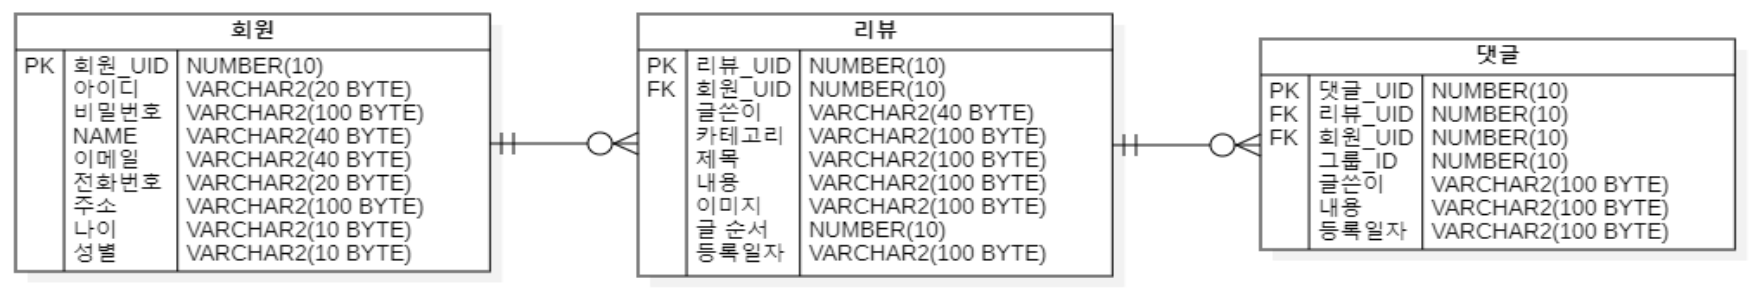 회원
PK 회원_UID NUMBER(10)
아이디 VARCHAR2(20 BYTE)
비밀번호 VARCHAR2(100 BYTE)
NAME VARCHAR2(40 BYTE)
이메일 VARCHAR2(40 BYTE)
전화번호 VARCHAR2(20 BYTE)
주소 VARCHAR2(100 BYTE)
나이 VARCHAR2(10 BYTE)
성별 VARCHAR2(10 BYTE)
리뷰
PK 리뷰_UID NUMBER(10)
FK 회원_UID NUMBER(10)
글쓴이 VARCHAR2(40 BYTE)
카테고리 VARCHAR2(100 BYTE)
제목 VARCHAR2(100 BYTE)
내용 VARCHAR2(100 BYTE)
이미지 VARCHAR2(100 BYTE)
글 순서 NUMBER(10)
등록일자 VARCHAR2(100 BYTE)
댓글
PK 댓글_UID NUMBER(10)
FK 리뷰_UID NUMBER(10)
FK 회원_UID NUMBER(10)
그룹_ID NUMBER(10)
글쓴이 VARCHAR2(100 BYTE)
내용 VARCHAR2(100 BYTE)
등록일자 VARCHAR2(100 BYTE)